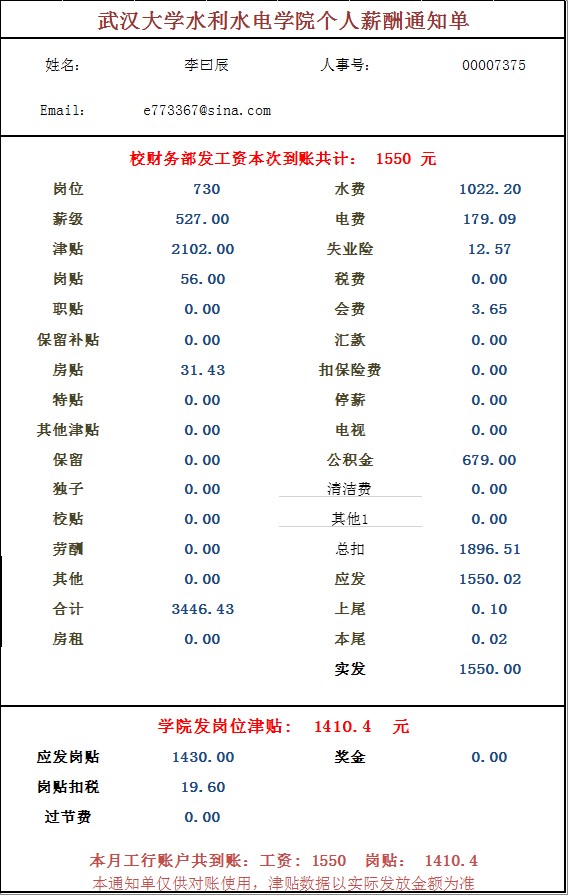 武汉大学水利水电学院个人薪酬通知单
姓名： 李曰辰 人事号： 00007375
Email： e773367@sina.com
校财务部发工资本次到账共计： 1550 元
岗位 730 水费 1022.20
薪级 527.00 电费 179.09
津贴 2102.00 失业险 12.57
岗贴 56.00 税费 0.00
职贴 0.00 会费 3.65
保留补贴 0.00 汇款 0.00
房贴 31.43 扣保险费 0.00
特贴 0.00 停薪 0.00
其他津贴 0.00 电视 0.00
保留 0.00 公积金 679.00
独子 0.00 清洁费 0.00
校贴 0.00 其他1 0.00
劳酬 0.00 总扣 1896.51
其他 0.00 应发 1550.02
合计 3446.43 上尾 0.10
房租 0.00 本尾 0.02
实发 1550.00
学院发岗位津贴： 1410.4 元
应发岗贴 1430.00 奖金 0.00
岗贴扣税 19.60
过节费 0.00
本月工行账户共到账：工资：1550 岗贴： 1410.4
本通知单仅供对账使用，津贴数据以实际发放金额为准